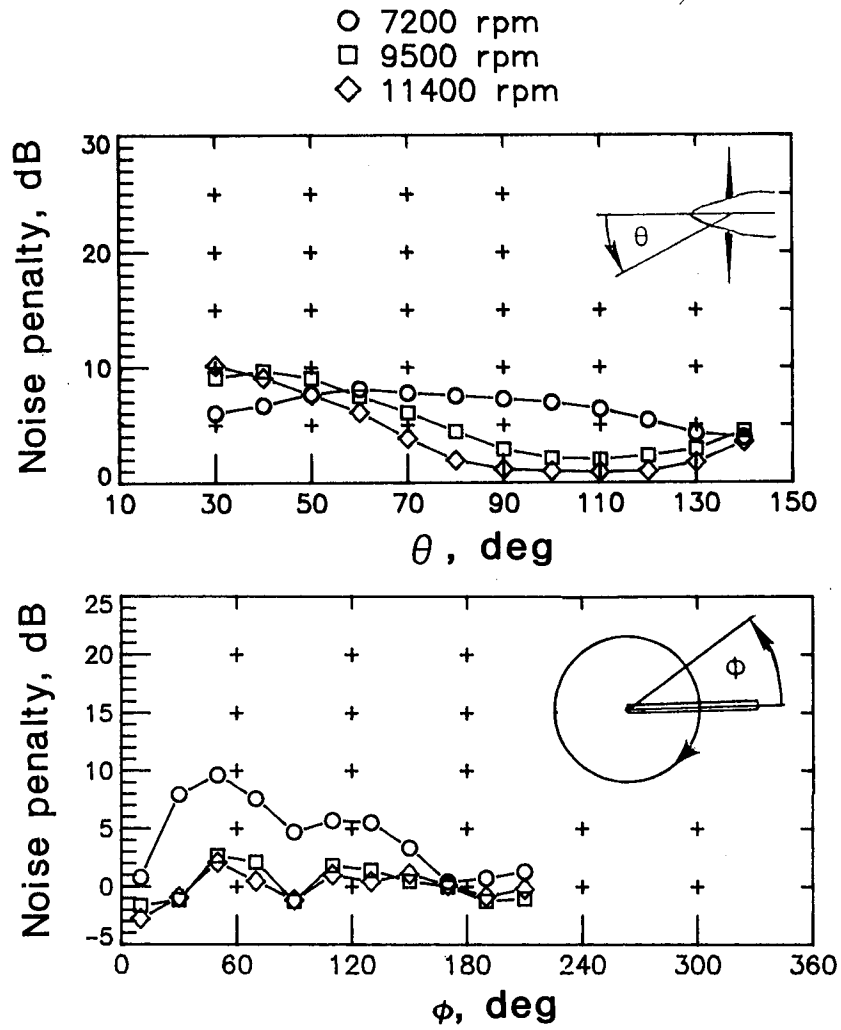 7200 rpm
9500 rpm
11400 rpm
Noise penalty, dB
30
20
10
0
10 30 50 70 90 110 130 150
θ, deg
θ
Noise penalty, dB
25
20
15
10
5
0
-5
0 60 120 180 240 300 360
ϕ, deg
Φ